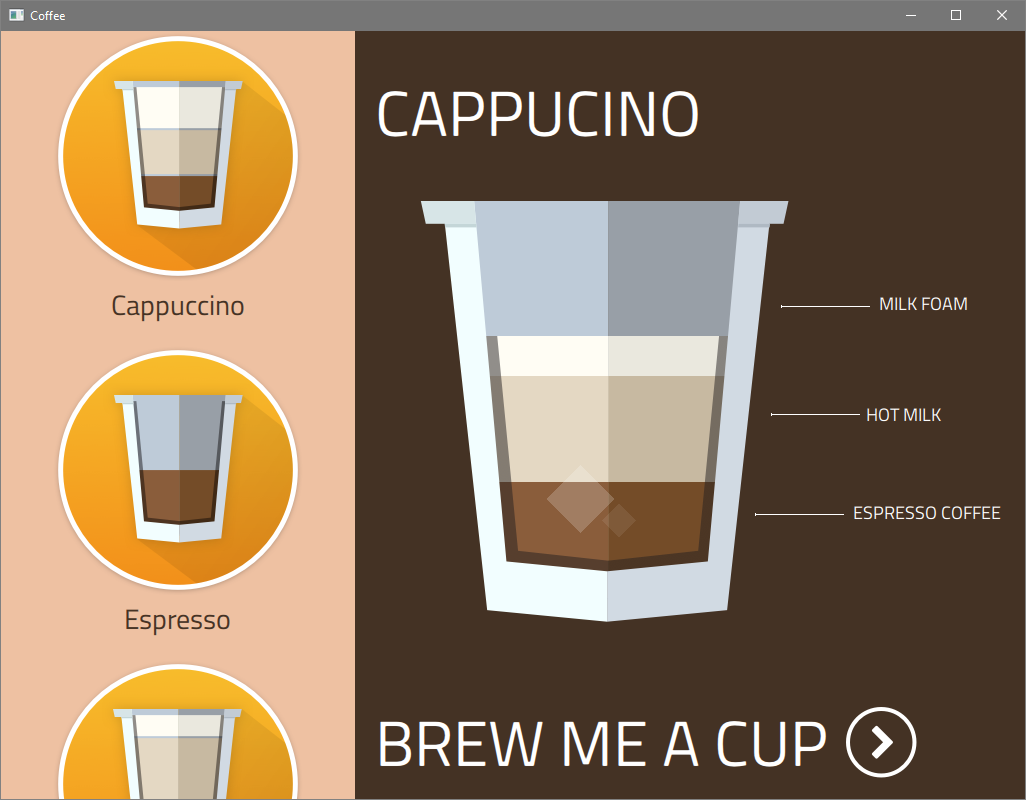 Coffee
Cappuccino
Espresso
CAPPUCINO
MILK FOAM
HOT MILK
ESPRESSO COFFEE
BREW ME A CUP